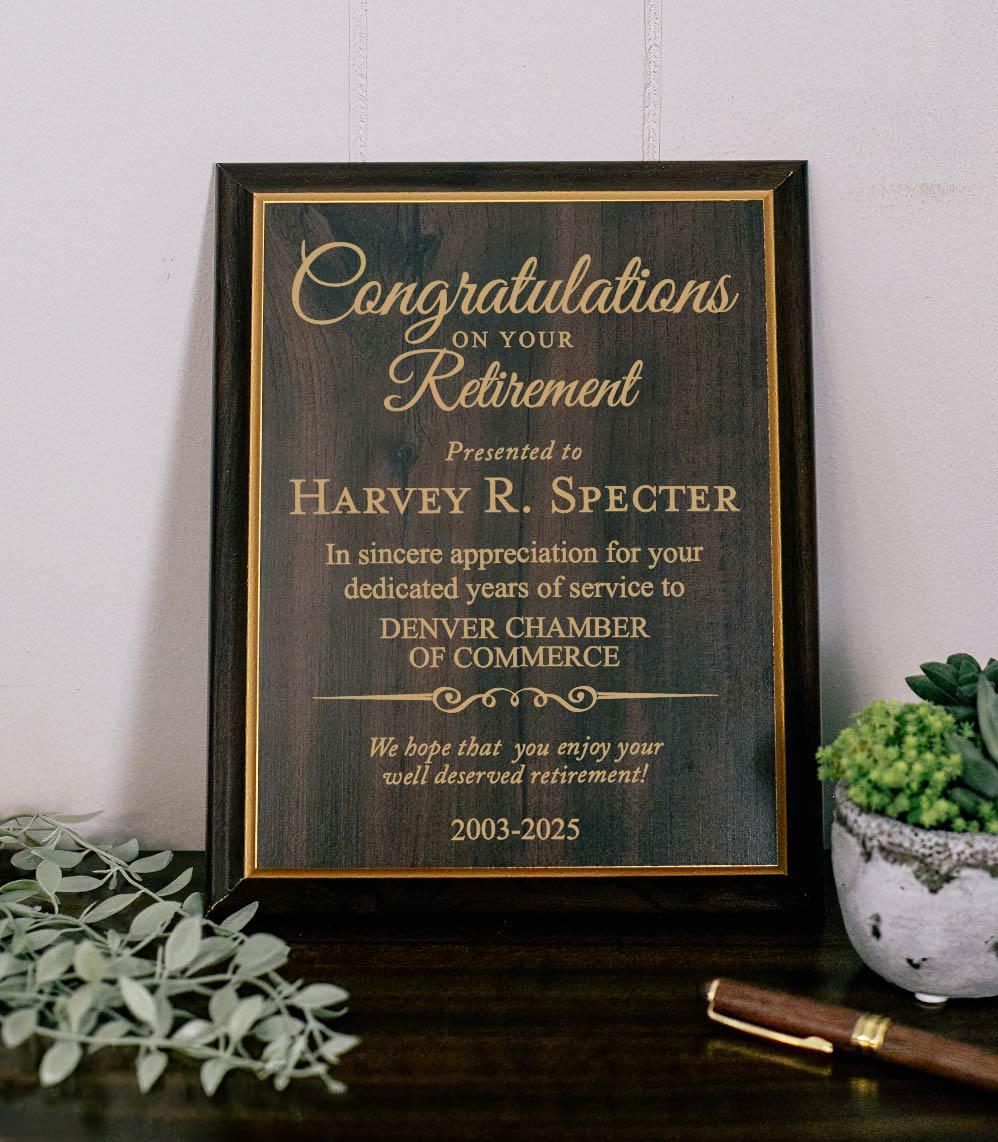 Congratulations
ON YOUR
Retirement
Presented to
HARVEY R. SPECTER
In sincere appreciation for your
dedicated years of service to
DENVER CHAMBER
OF COMMERCE
We hope that you enjoy your
well deserved retirement!
2003-2025